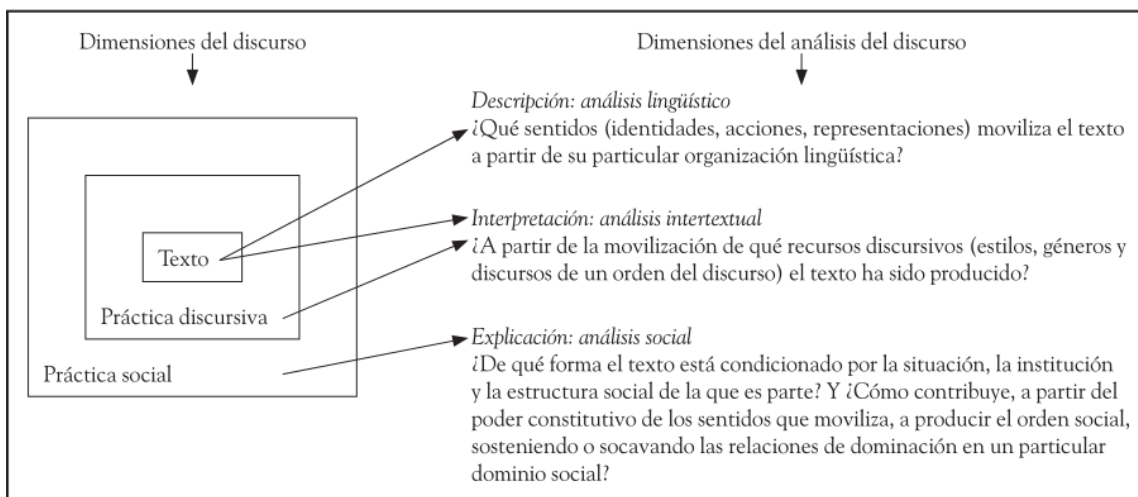 Dimensiones del discurso
Dimensiones del análisis del discurso
Texto
Práctica discursiva
Práctica social
Descripción: análisis lingüístico
¿Qué sentidos (identidades, acciones, representaciones) moviliza el texto
a partir de su particular organización lingüística?
Interpretación: análisis intertextual
¿A partir de la movilización de qué recursos discursivos (estilos, géneros y
discursos de un orden del discurso) el texto ha sido producido?
Explicación: análisis social
¿De qué forma el texto está condicionado por la situación, la institución
y la estructura social de la que es parte? Y ¿Cómo contribuye, a partir del
poder constitutivo de los sentidos que moviliza, a producir el orden social,
sosteniendo o socavando las relaciones de dominación en un particular
dominio social?